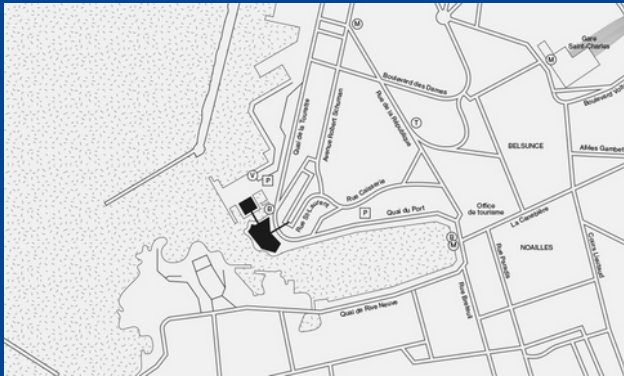 Gare
Saint-Charles
M
M
Boulevard des Dames
Boulevard Volt
Quai de la Tourette
Avenue Robert Schuman
Rue de la République
T
BELSUNCE
Allées Gambett
V
P
Rue Caisserie
Rue St-Laurent
B
P
Quai du Port
Office
de tourisme
La Canebière
B
M
NOAILLES
Rue Paradis
Cours Lieutaud
Rue Breteuil
Quai de Rive Neuve